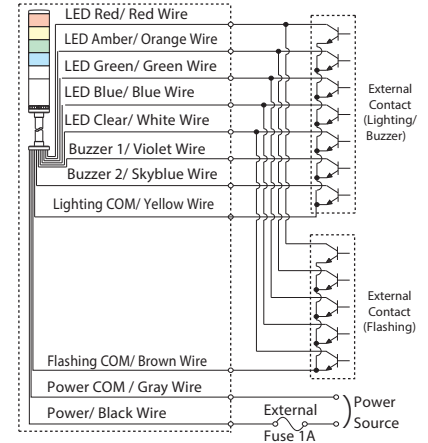 LED Red/ Red Wire
LED Amber/ Orange Wire
LED Green/ Green Wire
LED Blue/ Blue Wire
LED Clear/ White Wire
Buzzer 1/ Violet Wire
Buzzer 2/ Skyblue Wire
Lighting COM/ Yellow Wire
External
Contact
(Lighting/
Buzzer)
External
Contact
(Flashing)
Flashing COM/ Brown Wire
Power COM / Gray Wire
Power/ Black Wire
External
Fuse 1A
Power
Source